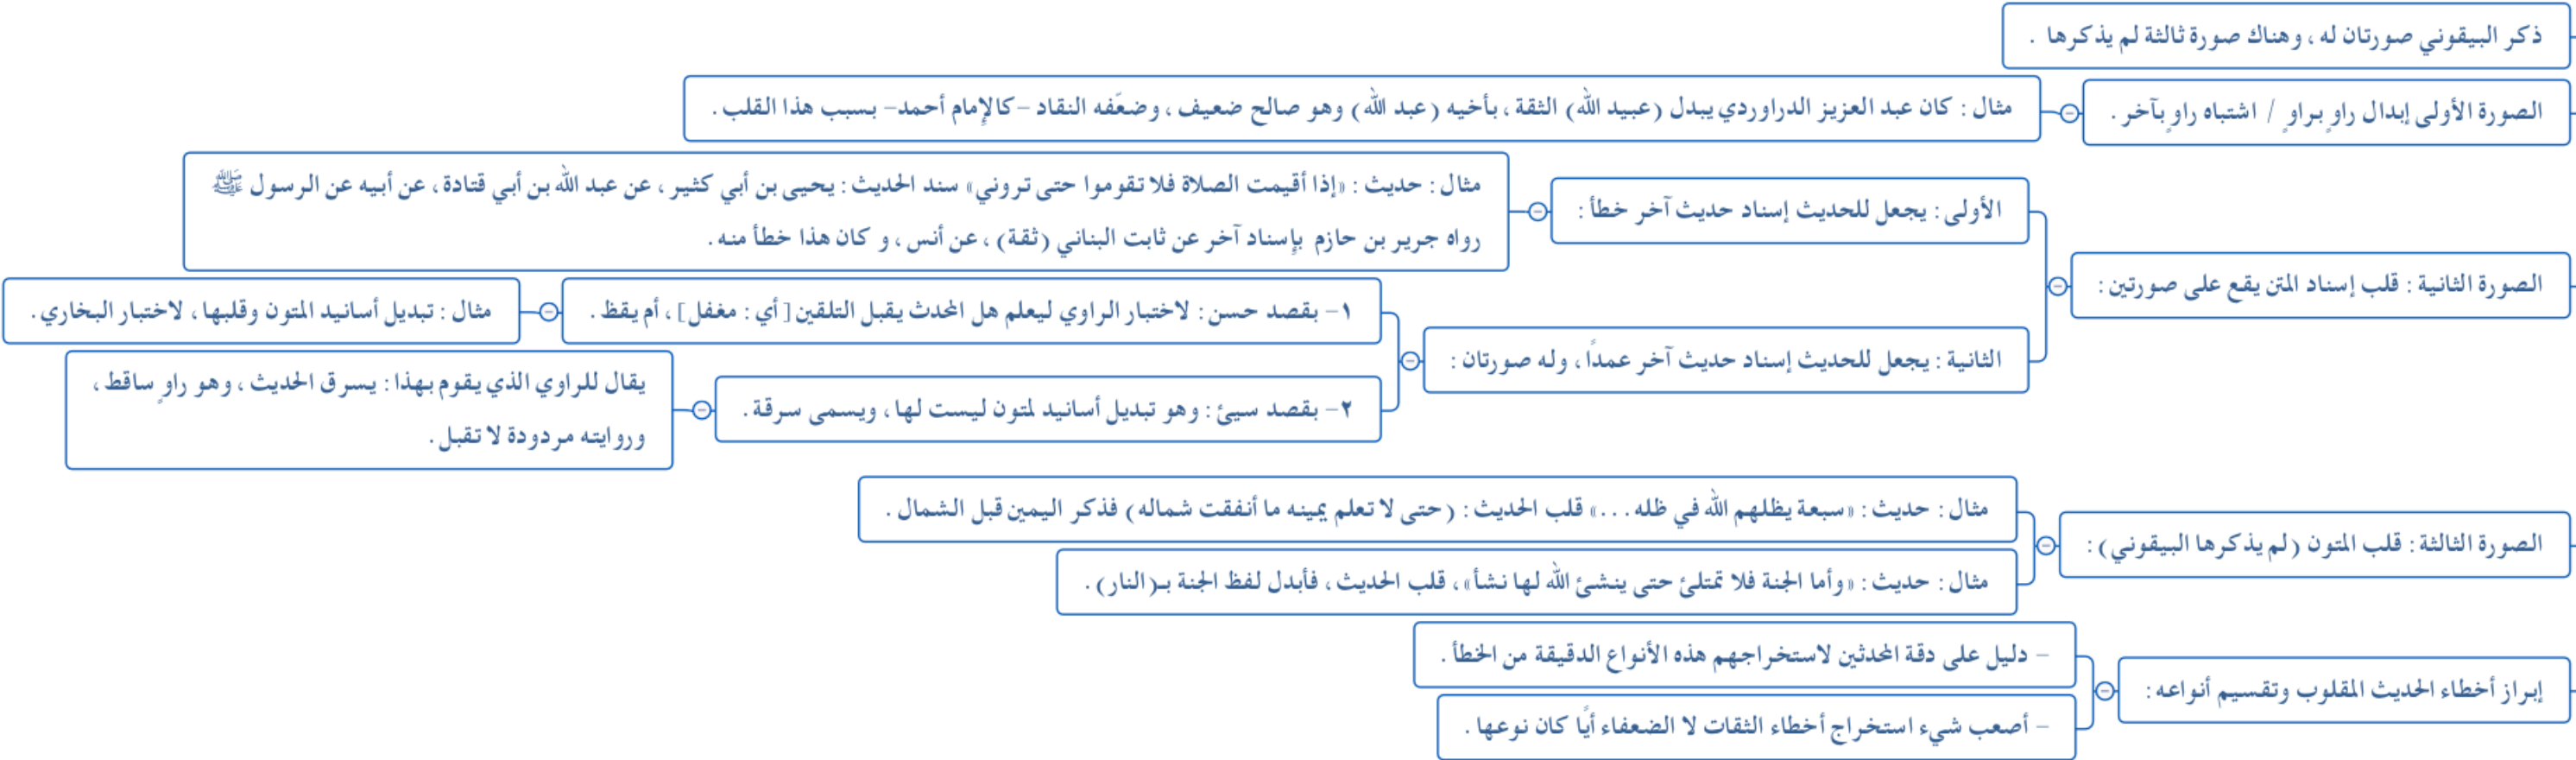 ذكر البيقوني صورتان له ، وهناك صورة ثالثة لم يذكرها .
الصورة الأولى إبدال راوٍ براوٍ / اشتباه راوٍ بآخر .
مثال : كان عبد العزيز الدراوردي يبدل (عبيد الله) الثقة ، بأخيه (عبد الله) وهو صالح ضعيف ، وضعّفه النقاد -كالإمام أحمد- بسبب هذا القلب .
الصورة الثانية : قلب إسناد المتن يقع على صورتين :
الأولى : يجعل للحديث إسناد حديث آخر خطأ :
مثال : حديث : «إذا أقيمت الصلاة فلا تقوموا حتى تروني» سند الحديث : يحيى بن أبي كثير ، عن عبد الله بن أبي قتادة ، عن أبيه عن الرسول ﷺ
رواه جرير بن حازم بإسناد آخر عن ثابت البناني (ثقة) ، عن أنس ، و كان هذا خطأ منه .
الثانية : يجعل للحديث إسناد حديث آخر عمدًا ، وله صورتان :
١- بقصد حسن : لاختبار الراوي ليعلم هل المحدث يقبل التلقين [أي : مغفل] ، أم يقظ .
مثال : تبديل أسانيد المتون وقلبها ، لاختبار البخاري .
٢- بقصد سيئ : وهو تبديل أسانيد لمتون ليست لها ، ويسمى سرقة .
يقال للراوي الذي يقوم بهذا : يسرق الحديث ، وهو راوٍ ساقط ،
وروايته مردودة لا تقبل .
الصورة الثالثة : قلب المتون (لم يذكرها البيقوني) :
مثال : حديث : «سبعة يظلهم الله في ظله...» قلب الحديث : (حتى لا تعلم يمينه ما أنفقت شماله) فذكر اليمين قبل الشمال .
مثال : حديث : «وأما الجنة فلا تمتلئ حتى ينشئ الله لها نشأ» ، قلب الحديث ، فأبدل لفظ الجنة بـ(النار) .
إبراز أخطاء الحديث المقلوب وتقسيم أنواعه :
- دليل على دقة المحدثين لاستخراجهم هذه الأنواع الدقيقة من الخطأ .
- أصعب شيء استخراج أخطاء الثقات لا الضعفاء أيًا كان نوعها .